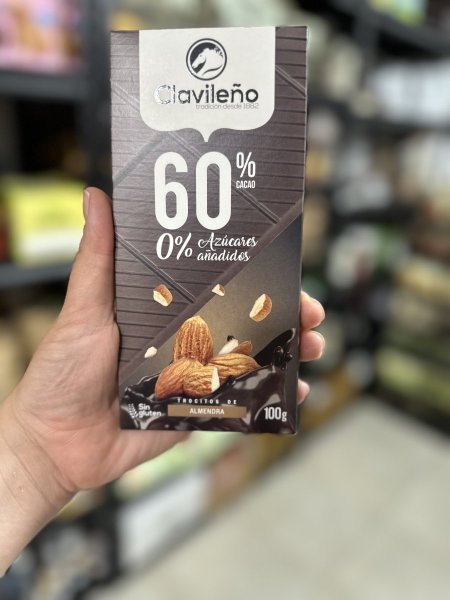 Clavileño
tradición desde 1882
60%
CACAO
0% Azúcares
añadidos
TROCITOS DE
ALMENDRA
Sin
gluten
100g